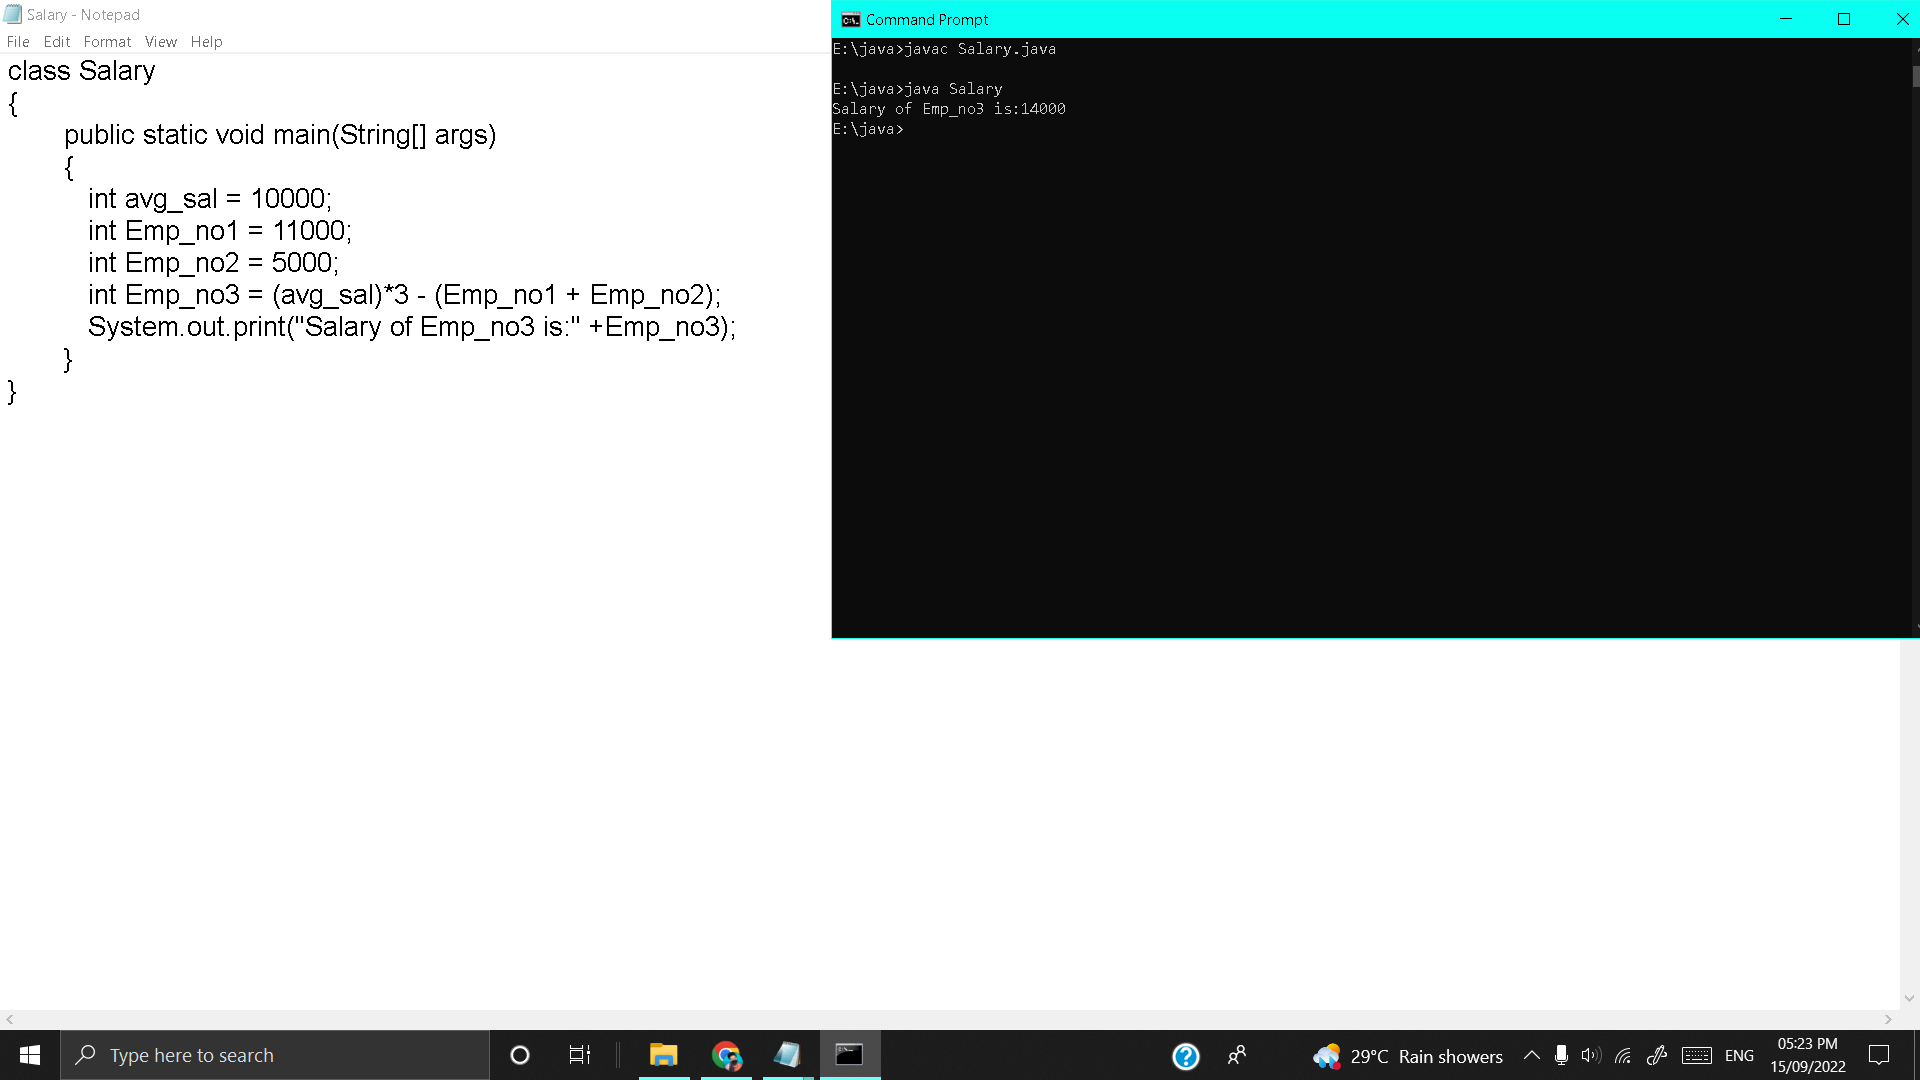 Salary - Notepad
File Edit Format View Help
class Salary
{
public static void main(String[] args)
{
int avg_sal = 10000;
int Emp_no1 = 11000;
int Emp_no2 = 5000;
int Emp_no3 = (avg_sal)*3 - (Emp_no1 + Emp_no2);
System.out.print("Salary of Emp_no3 is:" +Emp_no3);
}
}
Command Prompt
E:\java>javac Salary.java
E:\java>java Salary
Salary of Emp_no3 is:14000
E:\java>
Type here to search
29°C Rain showers
ENG
05:23 PM
15/09/2022